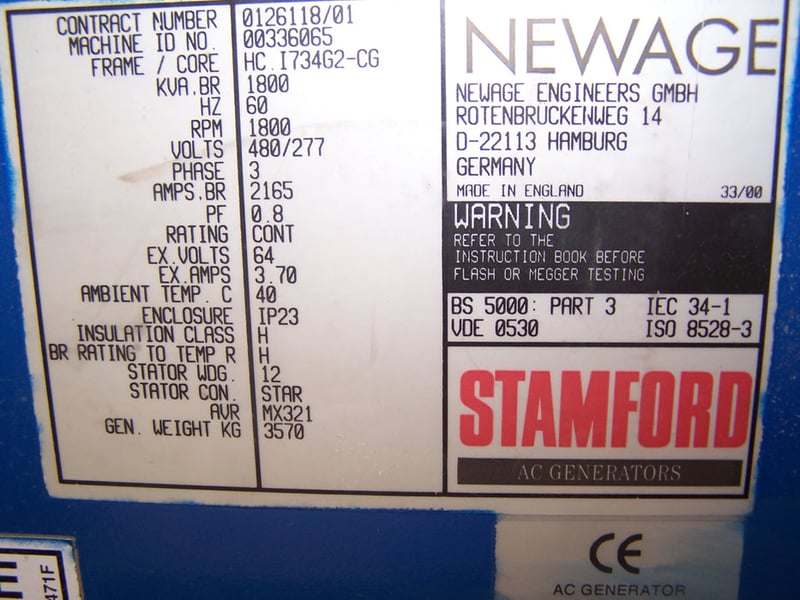 CONTRACT NUMBER 0126118/01
MACHINE ID NO. 00336065
FRAME / CORE HC.I734G2-CG
KVA.BR 1800
HZ 60
RPM 1800
VOLTS 480/277
PHASE 3
AMPS.BR 2165
PF 0.8
RATING CONT
EX.VOLTS 64
EX.AMPS 3.70
AMBIENT TEMP. C 40
ENCLOSURE IP23
INSULATION CLASS H
BR RATING TO TEMP R H
STATOR WDG. 12
STATOR CON. STAR
AVR MX321
GEN. WEIGHT KG 3570
NEWAGE
NEWAGE ENGINEERS GMBH
ROTENBRÜCKENWEG 14
D-22113 HAMBURG
GERMANY
MADE IN ENGLAND 33/00
WARNING
REFER TO THE
INSTRUCTION BOOK BEFORE
FLASH OR MEGGER TESTING
BS 5000: PART 3 IEC 34-1
VDE 0530 ISO 8528-3
STAMFORD
AC GENERATORS
CE
AC GENERATOR
471F